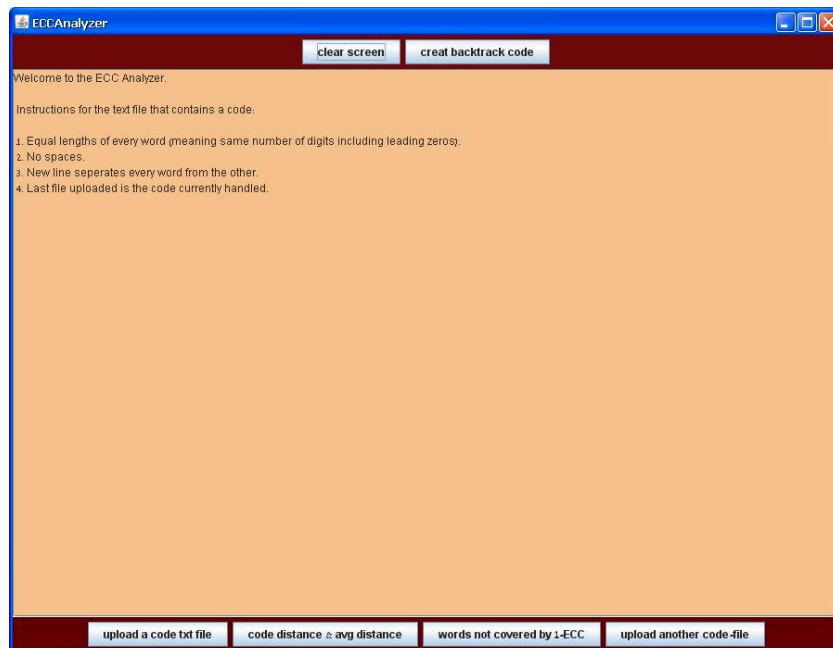 ECCAnalyzer
clear screen creat backtrack code
Welcome to the ECC Analyzer.
Instructions for the text file that contains a code:
1. Equal lengths of every word (meaning same number of digits including leading zeros).
2. No spaces.
3. New line seperates every word from the other.
4. Last file uploaded is the code currently handled.
upload a code txt file code distance & avg distance words not covered by 1-ECC upload another code-file